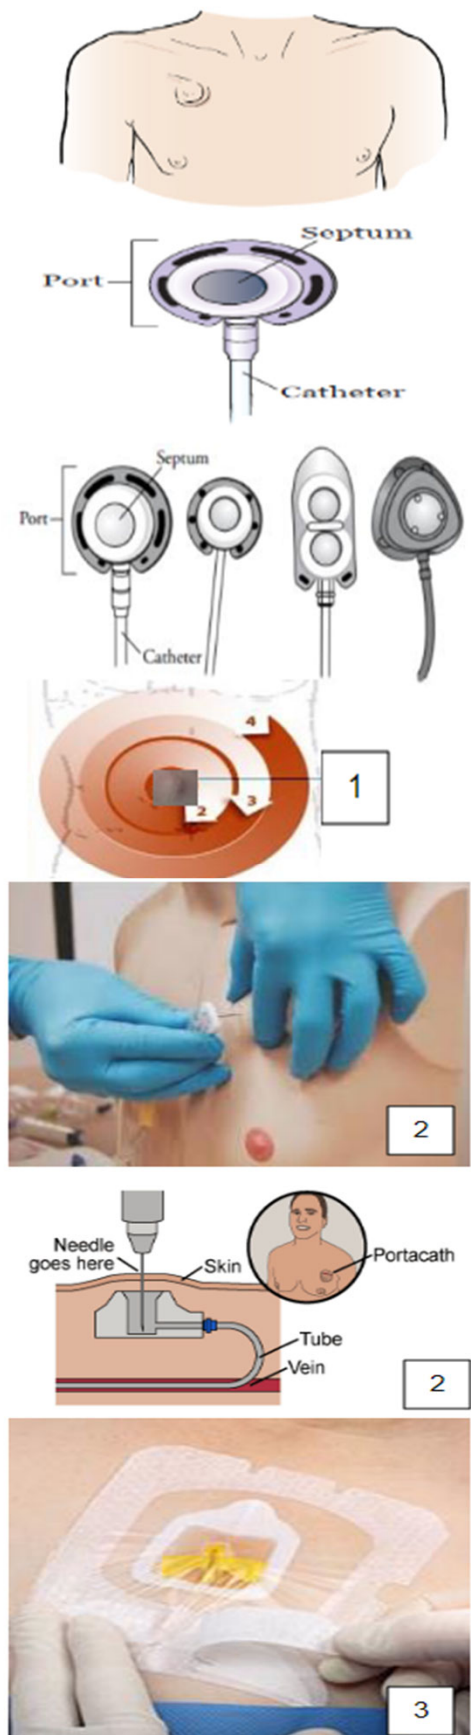 Septum
Port
Catheter
Septum
Port
Catheter
4
1
2
3
2
Needle
goes here
Skin
Portacath
Tube
Vein
2
3